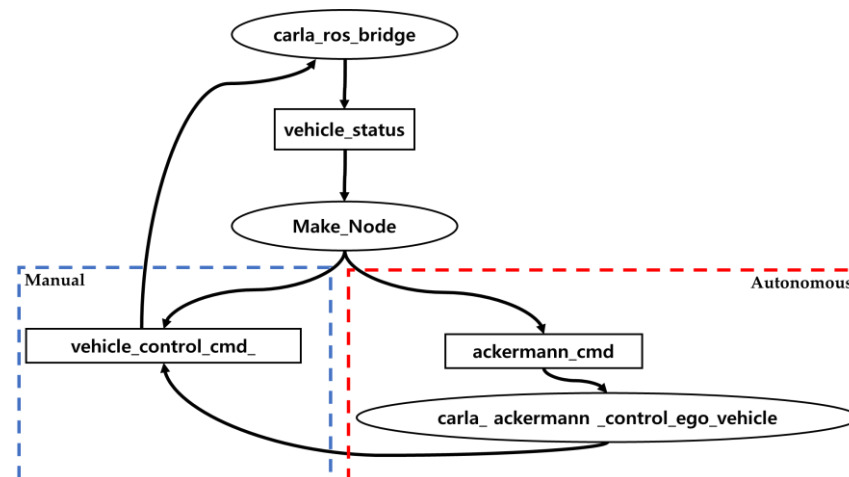 carla_ros_bridge
vehicle_status
Make_Node
Manual
Autonomous
vehicle_control_cmd_
ackermann_cmd
carla_ ackermann _control_ego_vehicle